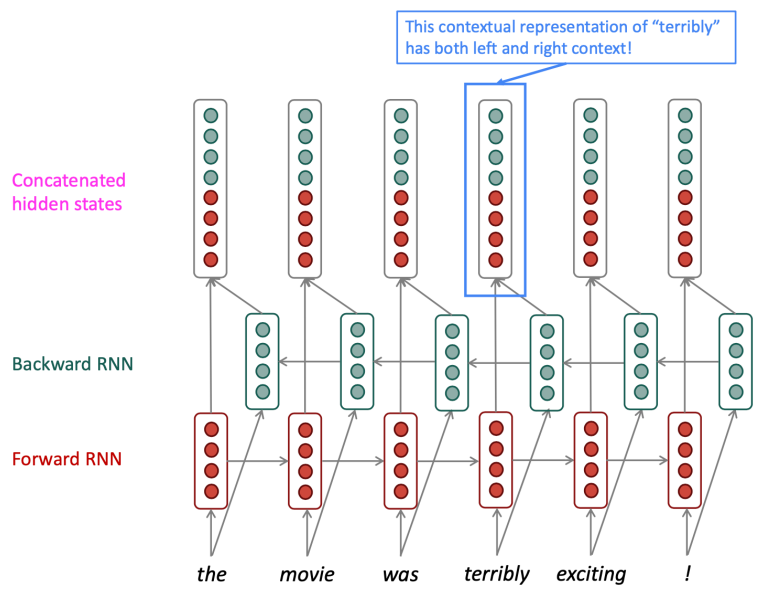 This contextual representation of “terribly”
has both left and right context!
Concatenated
hidden states
Backward RNN
Forward RNN
the movie was terribly exciting !